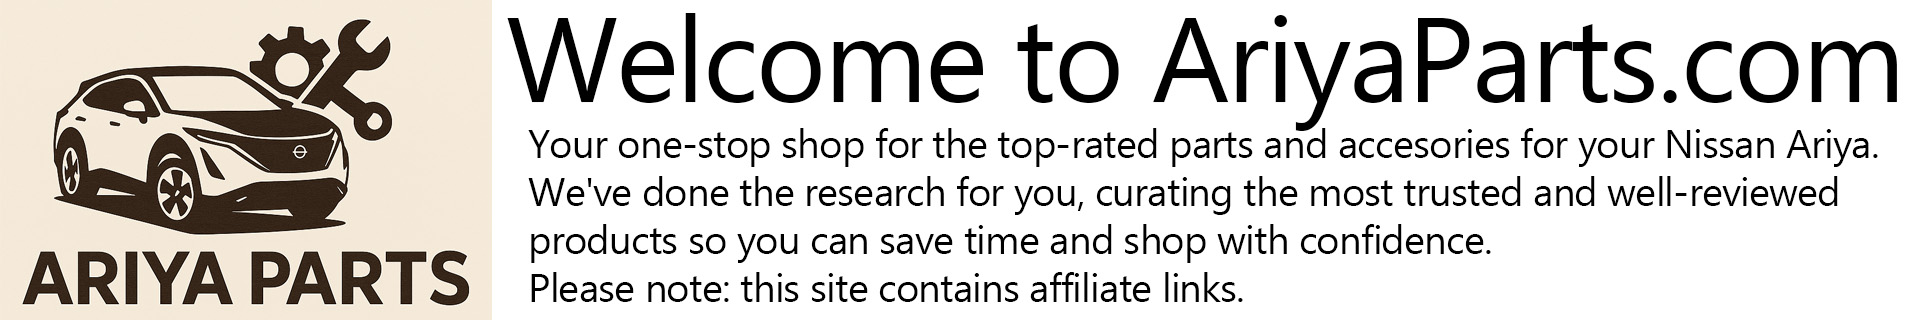 ARIYA PARTS
Welcome to AriyaParts.com
Your one-stop shop for the top-rated parts and accesories for your Nissan Ariya.
We've done the research for you, curating the most trusted and well-reviewed
products so you can save time and shop with confidence.
Please note: this site contains affiliate links.